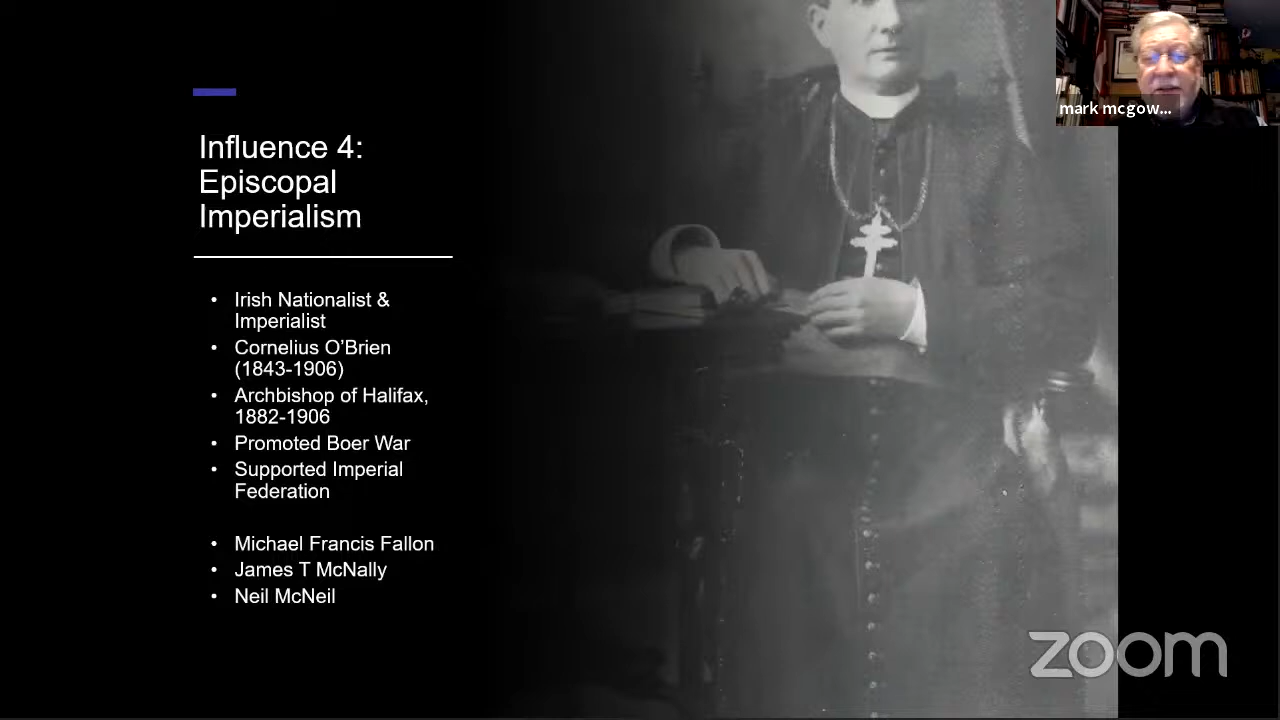 Influence 4:
Episcopal
Imperialism
• Irish Nationalist &
Imperialist
• Cornelius O’Brien
(1843-1906)
• Archbishop of Halifax,
1882-1906
• Promoted Boer War
• Supported Imperial
Federation
• Michael Francis Fallon
• James T McNally
• Neil McNeil
mark mcgow...
zoom